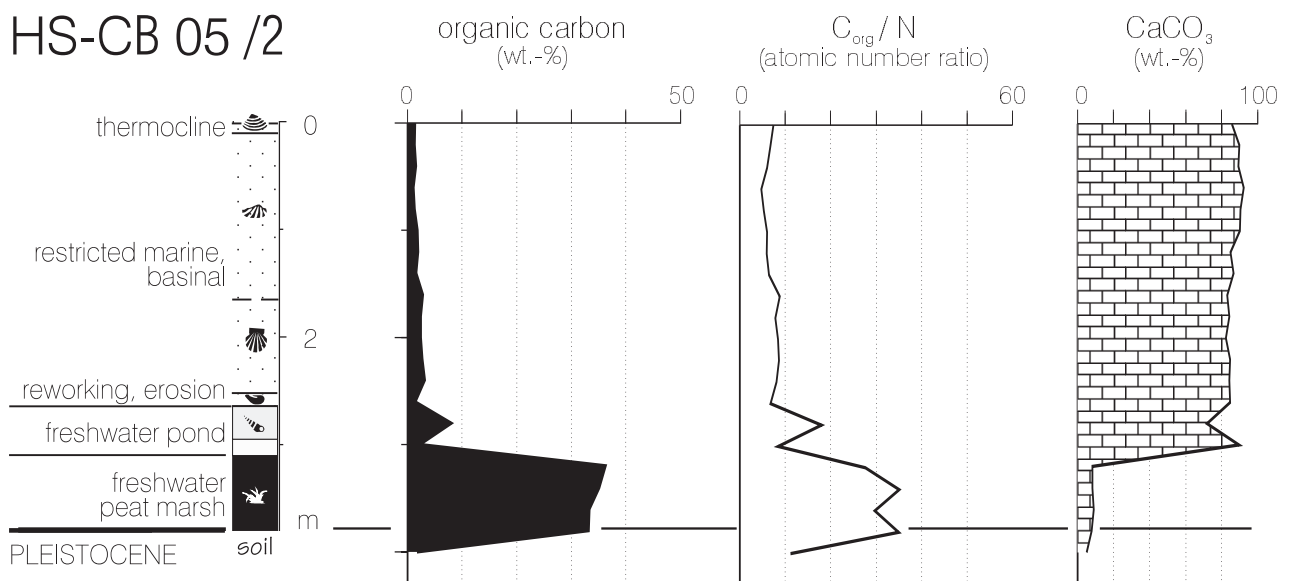 HS-CB 05 /2
organic carbon
(wt.-%)
C_org / N
(atomic number ratio)
CaCO₃
(wt.-%)
0 50
0 60
0 100
thermocline
0
restricted marine,
basinal
2
reworking, erosion
freshwater pond
freshwater
peat marsh
m
PLEISTOCENE
soil